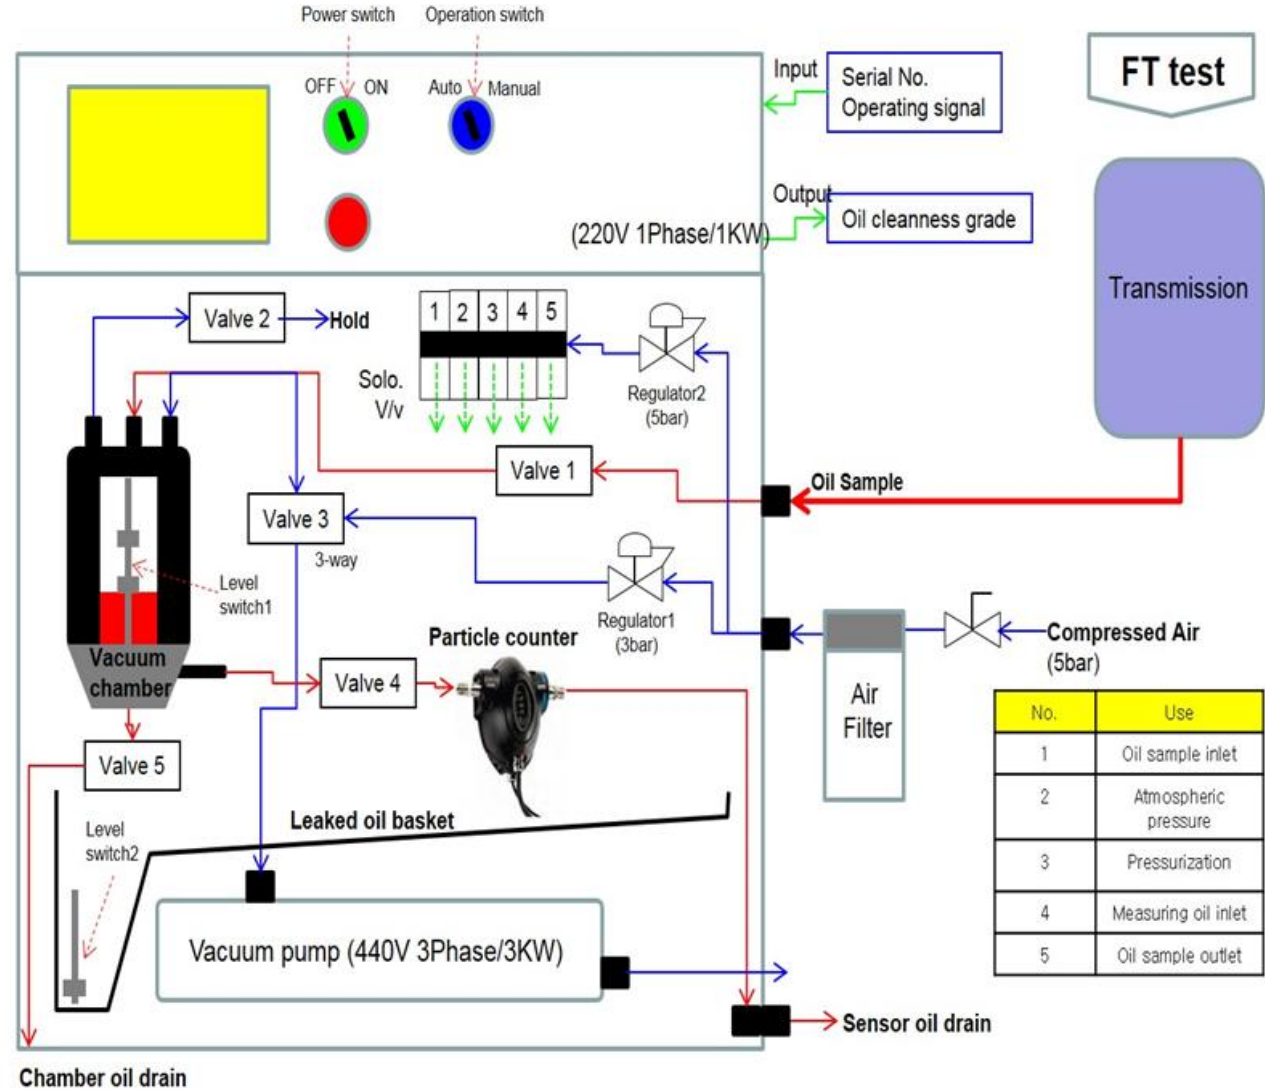 Power switch
Operation switch
OFF
ON
Auto
Manual
Input
Serial No.
Operating signal
FT test
Output
Oil cleanness grade
(220V 1Phase/1KW)
Transmission
Valve 2
Hold
1
2
3
4
5
Solo.
V/v
Regulator2
(5bar)
Valve 1
Oil Sample
Valve 3
3-way
Level
switch1
Regulator1
(3bar)
Compressed Air
(5bar)
Particle counter
Vacuum
chamber
Valve 4
Air
Filter
Valve 5
Leaked oil basket
Level
switch2
Vacuum pump (440V 3Phase/3KW)
No.
Use
1
Oil sample inlet
2
Atmospheric
pressure
3
Pressurization
4
Measuring oil inlet
5
Oil sample outlet
Sensor oil drain
Chamber oil drain